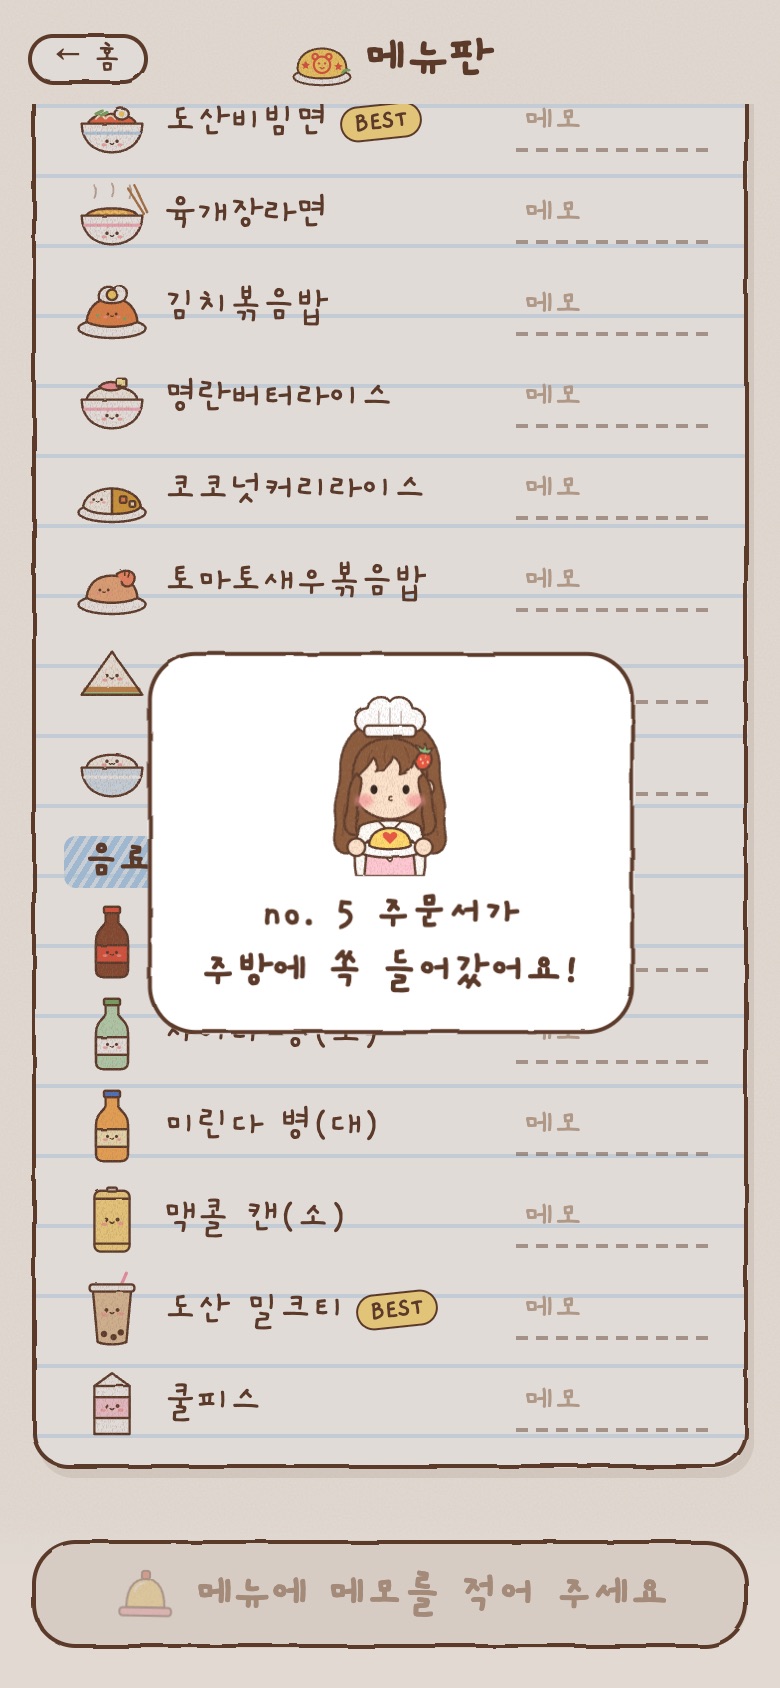 ← 홈
메뉴판
도산비빔면 BEST 메모
육개장라면 메모
김치볶음밥 메모
명란버터라이스 메모
코코넛커리라이스 메모
토마토새우볶음밥 메모
음료
no. 5 주문서가
주방에 쏙 들어갔어요!
미린다 병(대) 메모
맥콜 캔(소) 메모
도산 밀크티 BEST 메모
쿨피스 메모
메뉴에 메모를 적어 주세요